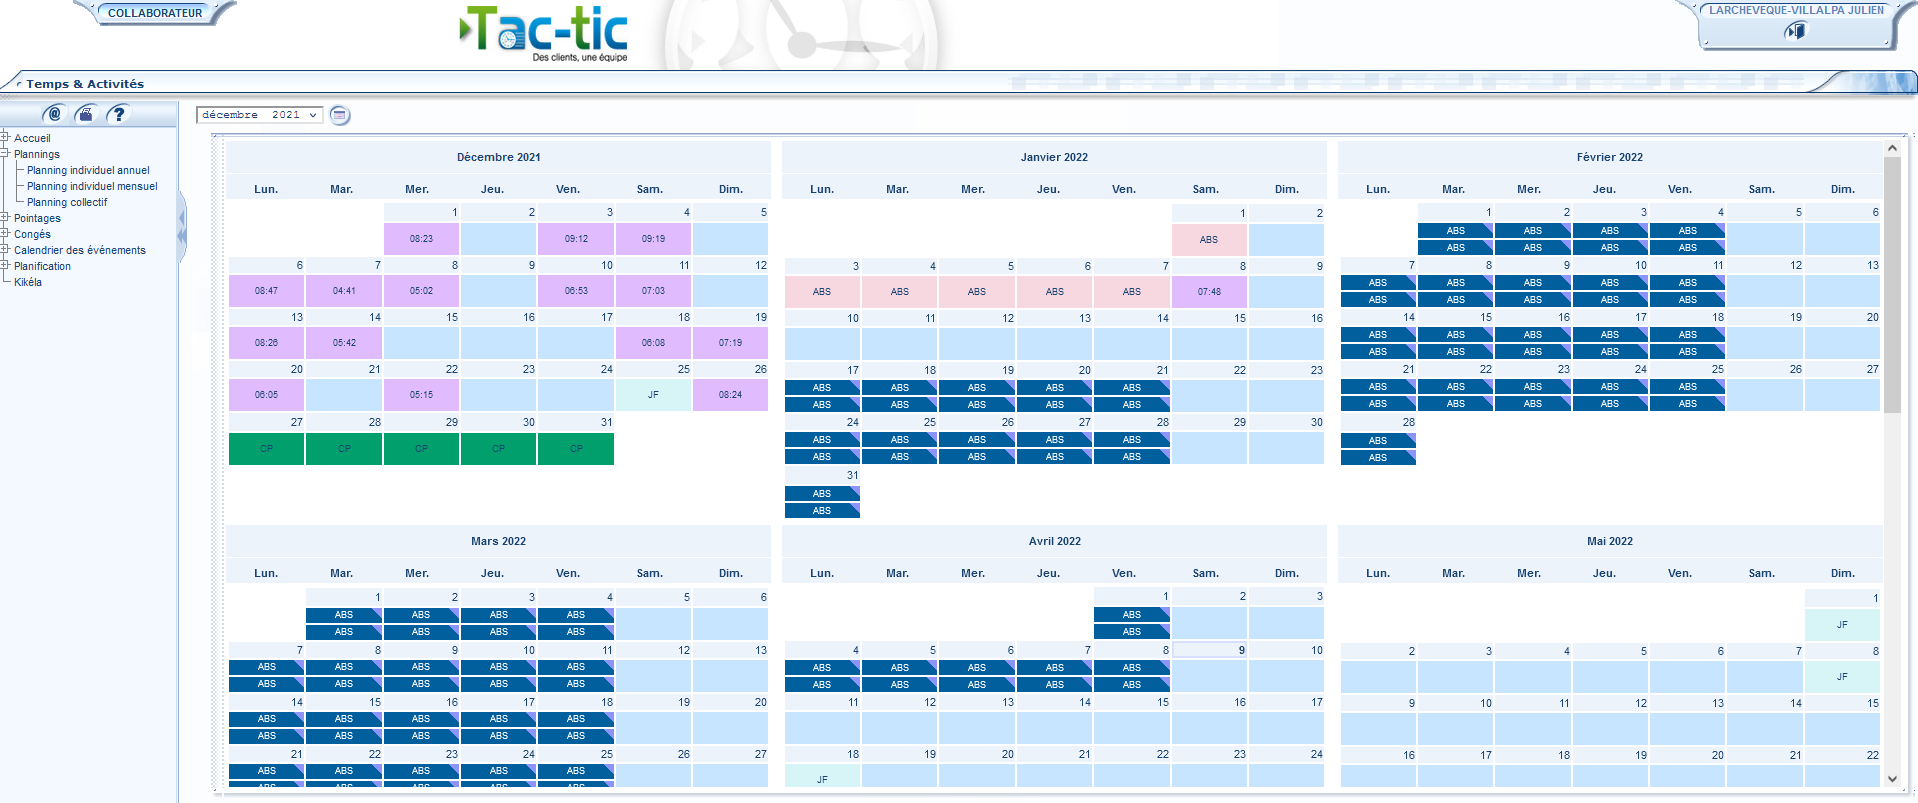 COLLABORATEUR
LARCHEVEQUE-VILLALPA JULIEN
Tac-tic
Des clients, une équipe
Temps & Activités
@ ?
Accueil
Plannings
Planning individuel annuel
Planning individuel mensuel
Planning collectif
Pointages
Congés
Calendrier des événements
Planification
Kikéla
décembre 2021
Décembre 2021
Lun. Mar. Mer. Jeu. Ven. Sam. Dim.
1 2 3 4 5
08:23 09:12 09:19
6 7 8 9 10 11 12
08:47 04:41 05:02 06:53 07:03
13 14 15 16 17 18 19
08:26 05:42 06:08 07:19
20 21 22 23 24 25 26
06:05 05:15 JF 08:24
27 28 29 30 31
CP CP CP CP CP
Janvier 2022
Lun. Mar. Mer. Jeu. Ven. Sam. Dim.
1 2
ABS
3 4 5 6 7 8 9
ABS ABS ABS ABS ABS 07:48
10 11 12 13 14 15 16
17 18 19 20 21 22 23
ABS ABS ABS ABS ABS
ABS ABS ABS ABS ABS
24 25 26 27 28 29 30
ABS ABS ABS ABS ABS
ABS ABS ABS ABS ABS
31
ABS
ABS
Février 2022
Lun. Mar. Mer. Jeu. Ven. Sam. Dim.
1 2 3 4 5 6
ABS ABS ABS ABS
ABS ABS ABS ABS
7 8 9 10 11 12 13
ABS ABS ABS ABS ABS
ABS ABS ABS ABS ABS
14 15 16 17 18 19 20
ABS ABS ABS ABS ABS
ABS ABS ABS ABS ABS
21 22 23 24 25 26 27
ABS ABS ABS ABS ABS
ABS ABS ABS ABS ABS
28
ABS
ABS
Mars 2022
Lun. Mar. Mer. Jeu. Ven. Sam. Dim.
1 2 3 4 5 6
ABS ABS ABS ABS
ABS ABS ABS ABS
7 8 9 10 11 12 13
ABS ABS ABS ABS ABS
ABS ABS ABS ABS ABS
14 15 16 17 18 19 20
ABS ABS ABS ABS ABS
ABS ABS ABS ABS ABS
21 22 23 24 25 26 27
ABS ABS ABS ABS ABS
ABS ABS ABS ABS ABS
Avril 2022
Lun. Mar. Mer. Jeu. Ven. Sam. Dim.
1 2 3
ABS
ABS
4 5 6 7 8 9 10
ABS ABS ABS ABS ABS
ABS ABS ABS ABS ABS
11 12 13 14 15 16 17
18 19 20 21 22 23 24
JF
Mai 2022
Lun. Mar. Mer. Jeu. Ven. Sam. Dim.
1
JF
2 3 4 5 6 7 8
JF
9 10 11 12 13 14 15
16 17 18 19 20 21 22